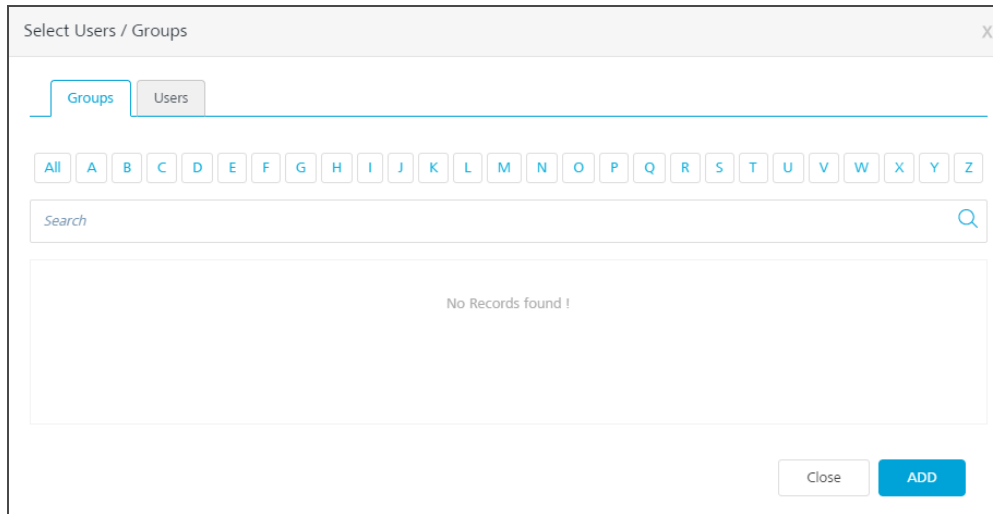 Select Users / Groups X
Groups Users
All A B C D E F G H I J K L M N O P Q R S T U V W X Y Z
Search
No Records found !
Close ADD